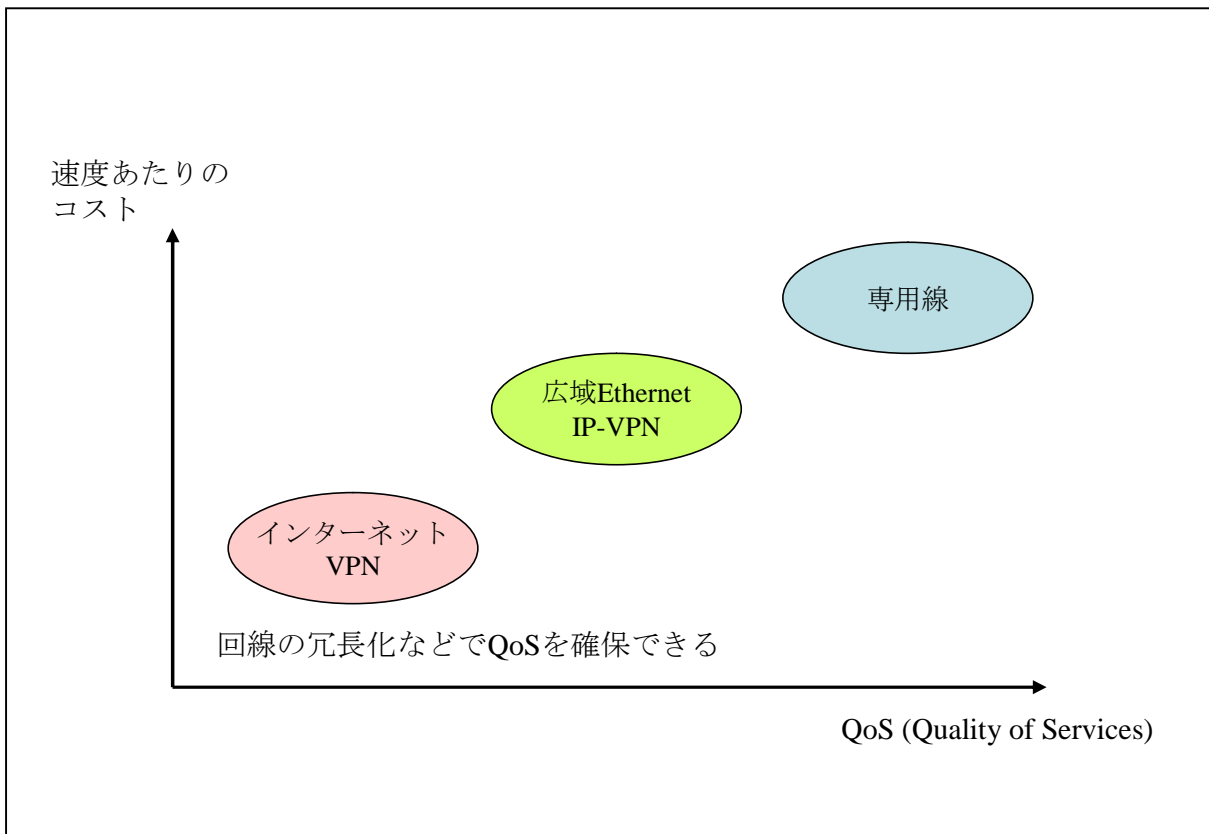 速度あたりの
コスト
専用線
広域Ethernet
IP-VPN
インターネット
VPN
回線の冗長化などでQoSを確保できる
QoS (Quality of Services)